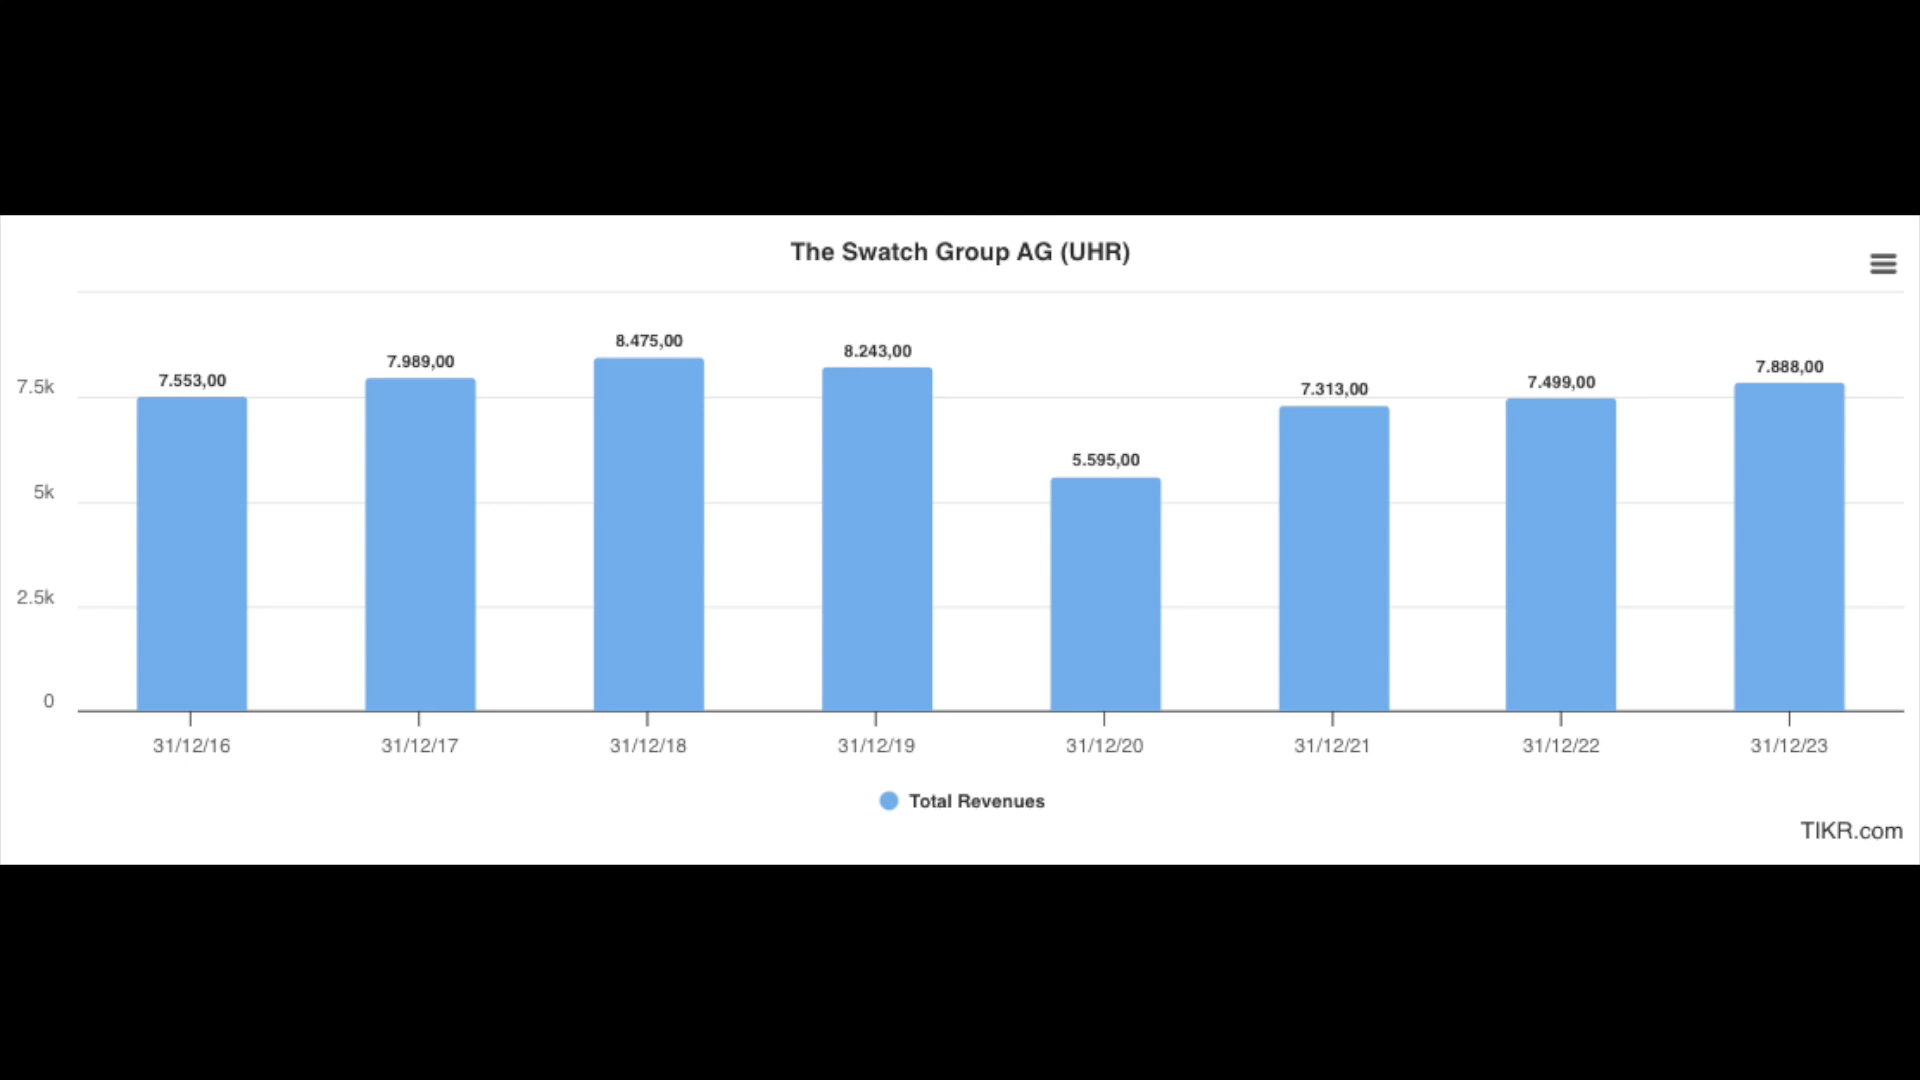 The Swatch Group AG (UHR)
8.475,00
8.243,00
7.989,00
7.888,00
7.553,00
7.499,00
7.313,00
7.5k
5.595,00
5k
2.5k
0
31/12/16 31/12/17 31/12/18 31/12/19 31/12/20 31/12/21 31/12/22 31/12/23
Total Revenues
TIKR.com